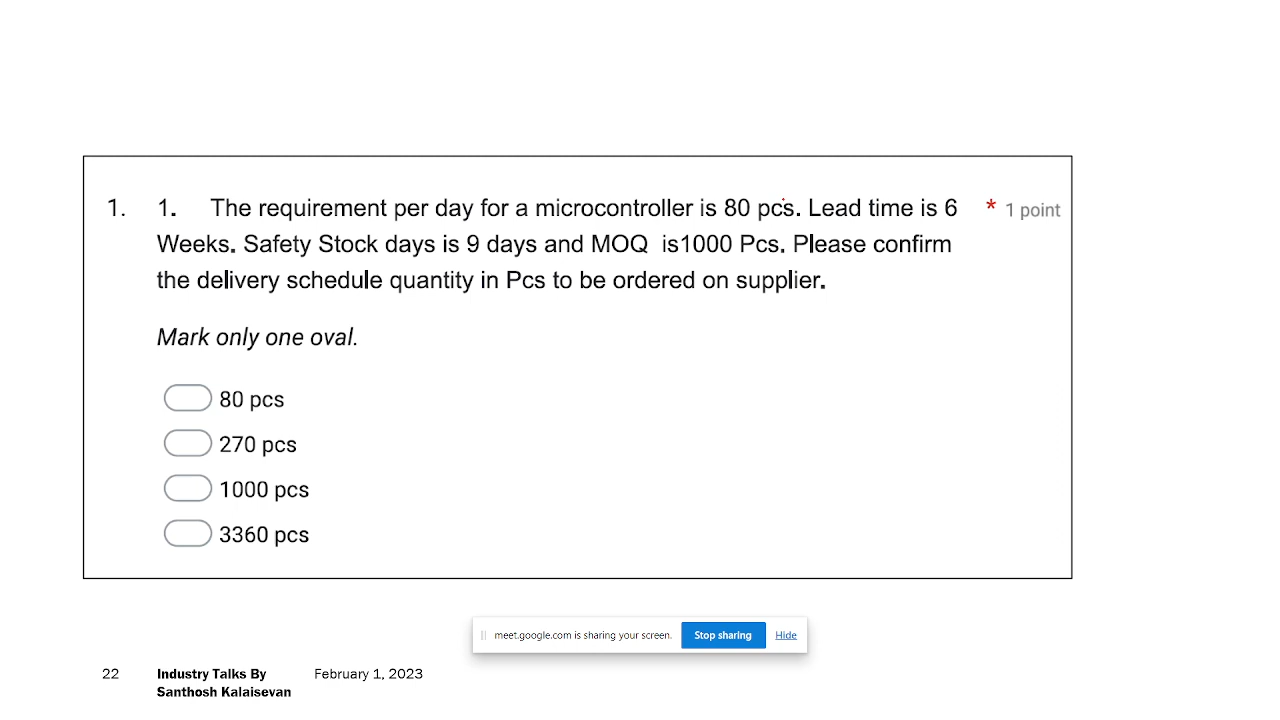 1. 1. The requirement per day for a microcontroller is 80 pcs. Lead time is 6 * 1 point
Weeks. Safety Stock days is 9 days and MOQ is1000 Pcs. Please confirm
the delivery schedule quantity in Pcs to be ordered on supplier.
Mark only one oval.
80 pcs
270 pcs
1000 pcs
3360 pcs
meet.google.com is sharing your screen. Stop sharing Hide
22 Industry Talks By February 1, 2023
Santhosh Kalaisevan